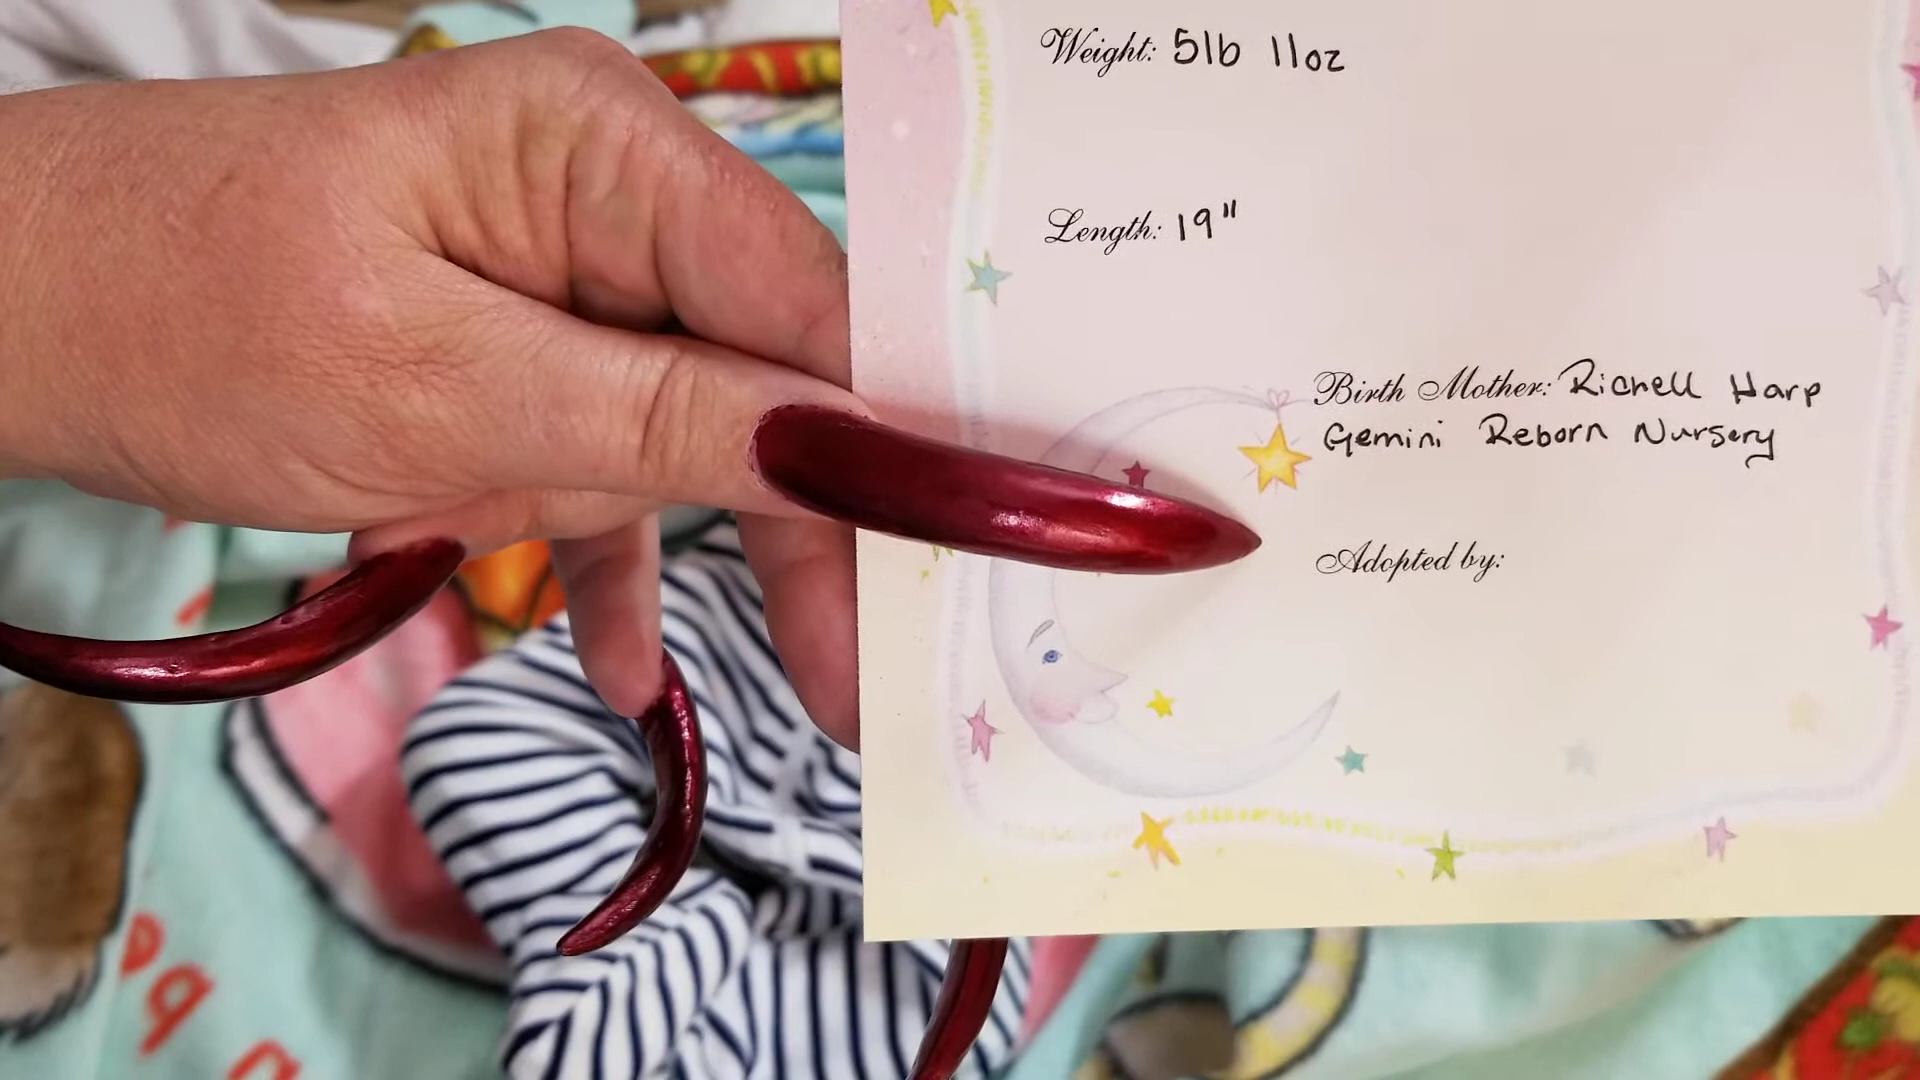 Weight: 5lb 11oz
Length: 19"
Birth Mother: Richell Harp
Gemini Reborn Nursery
Adopted by: